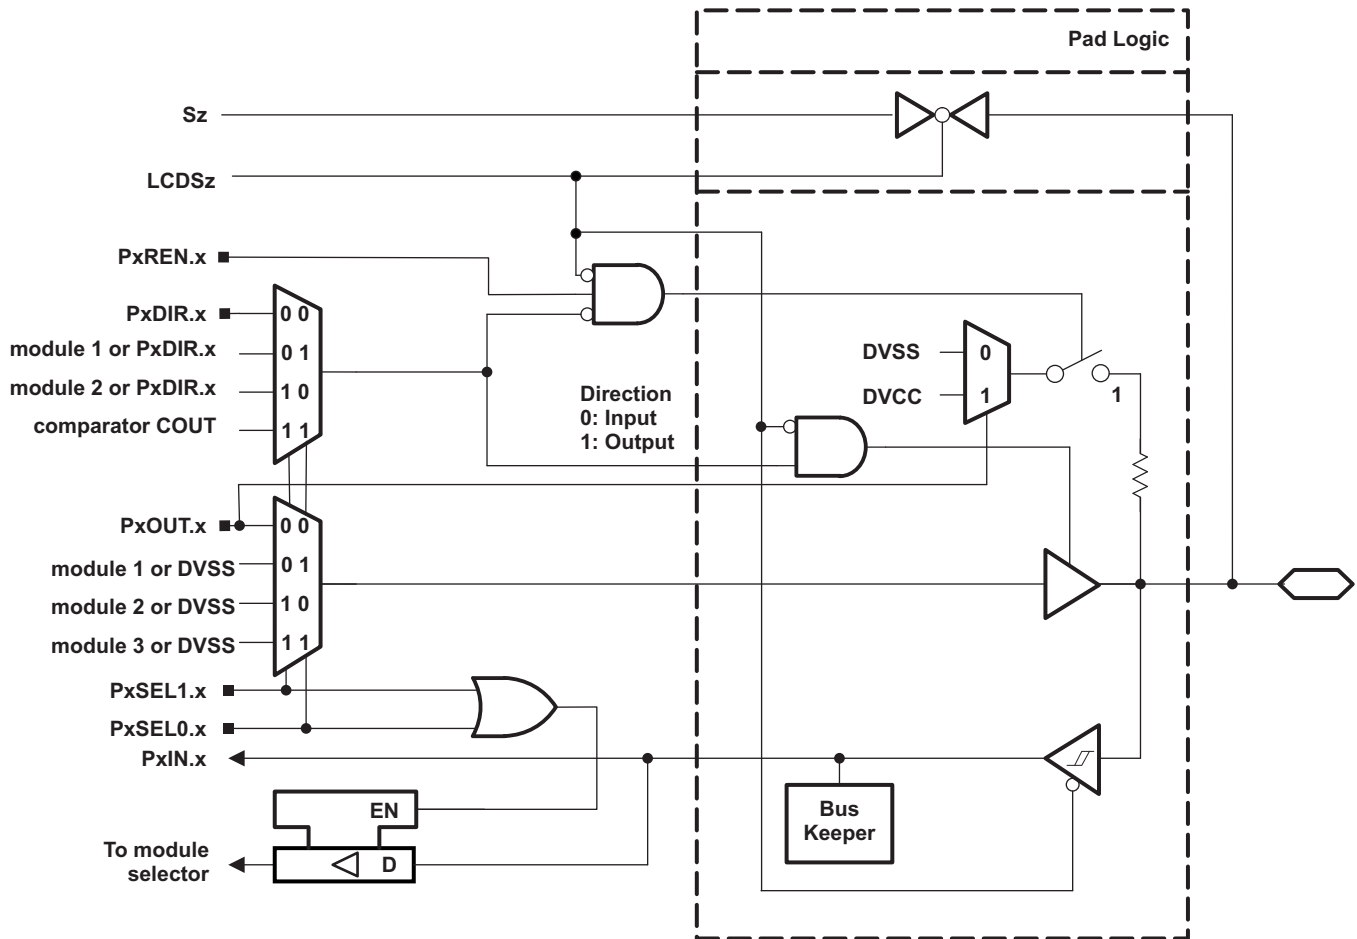 Pad Logic
Sz
LCDSz
PxREN.x
PxDIR.x
0 0
module 1 or PxDIR.x
0 1
module 2 or PxDIR.x
1 0
comparator COUT
1 1
Direction
0: Input
1: Output
DVSS
0
DVCC
1
1
PxOUT.x
0 0
module 1 or DVSS
0 1
module 2 or DVSS
1 0
module 3 or DVSS
1 1
PxSEL1.x
PxSEL0.x
PxIN.x
Bus
Keeper
EN
D
To module
selector